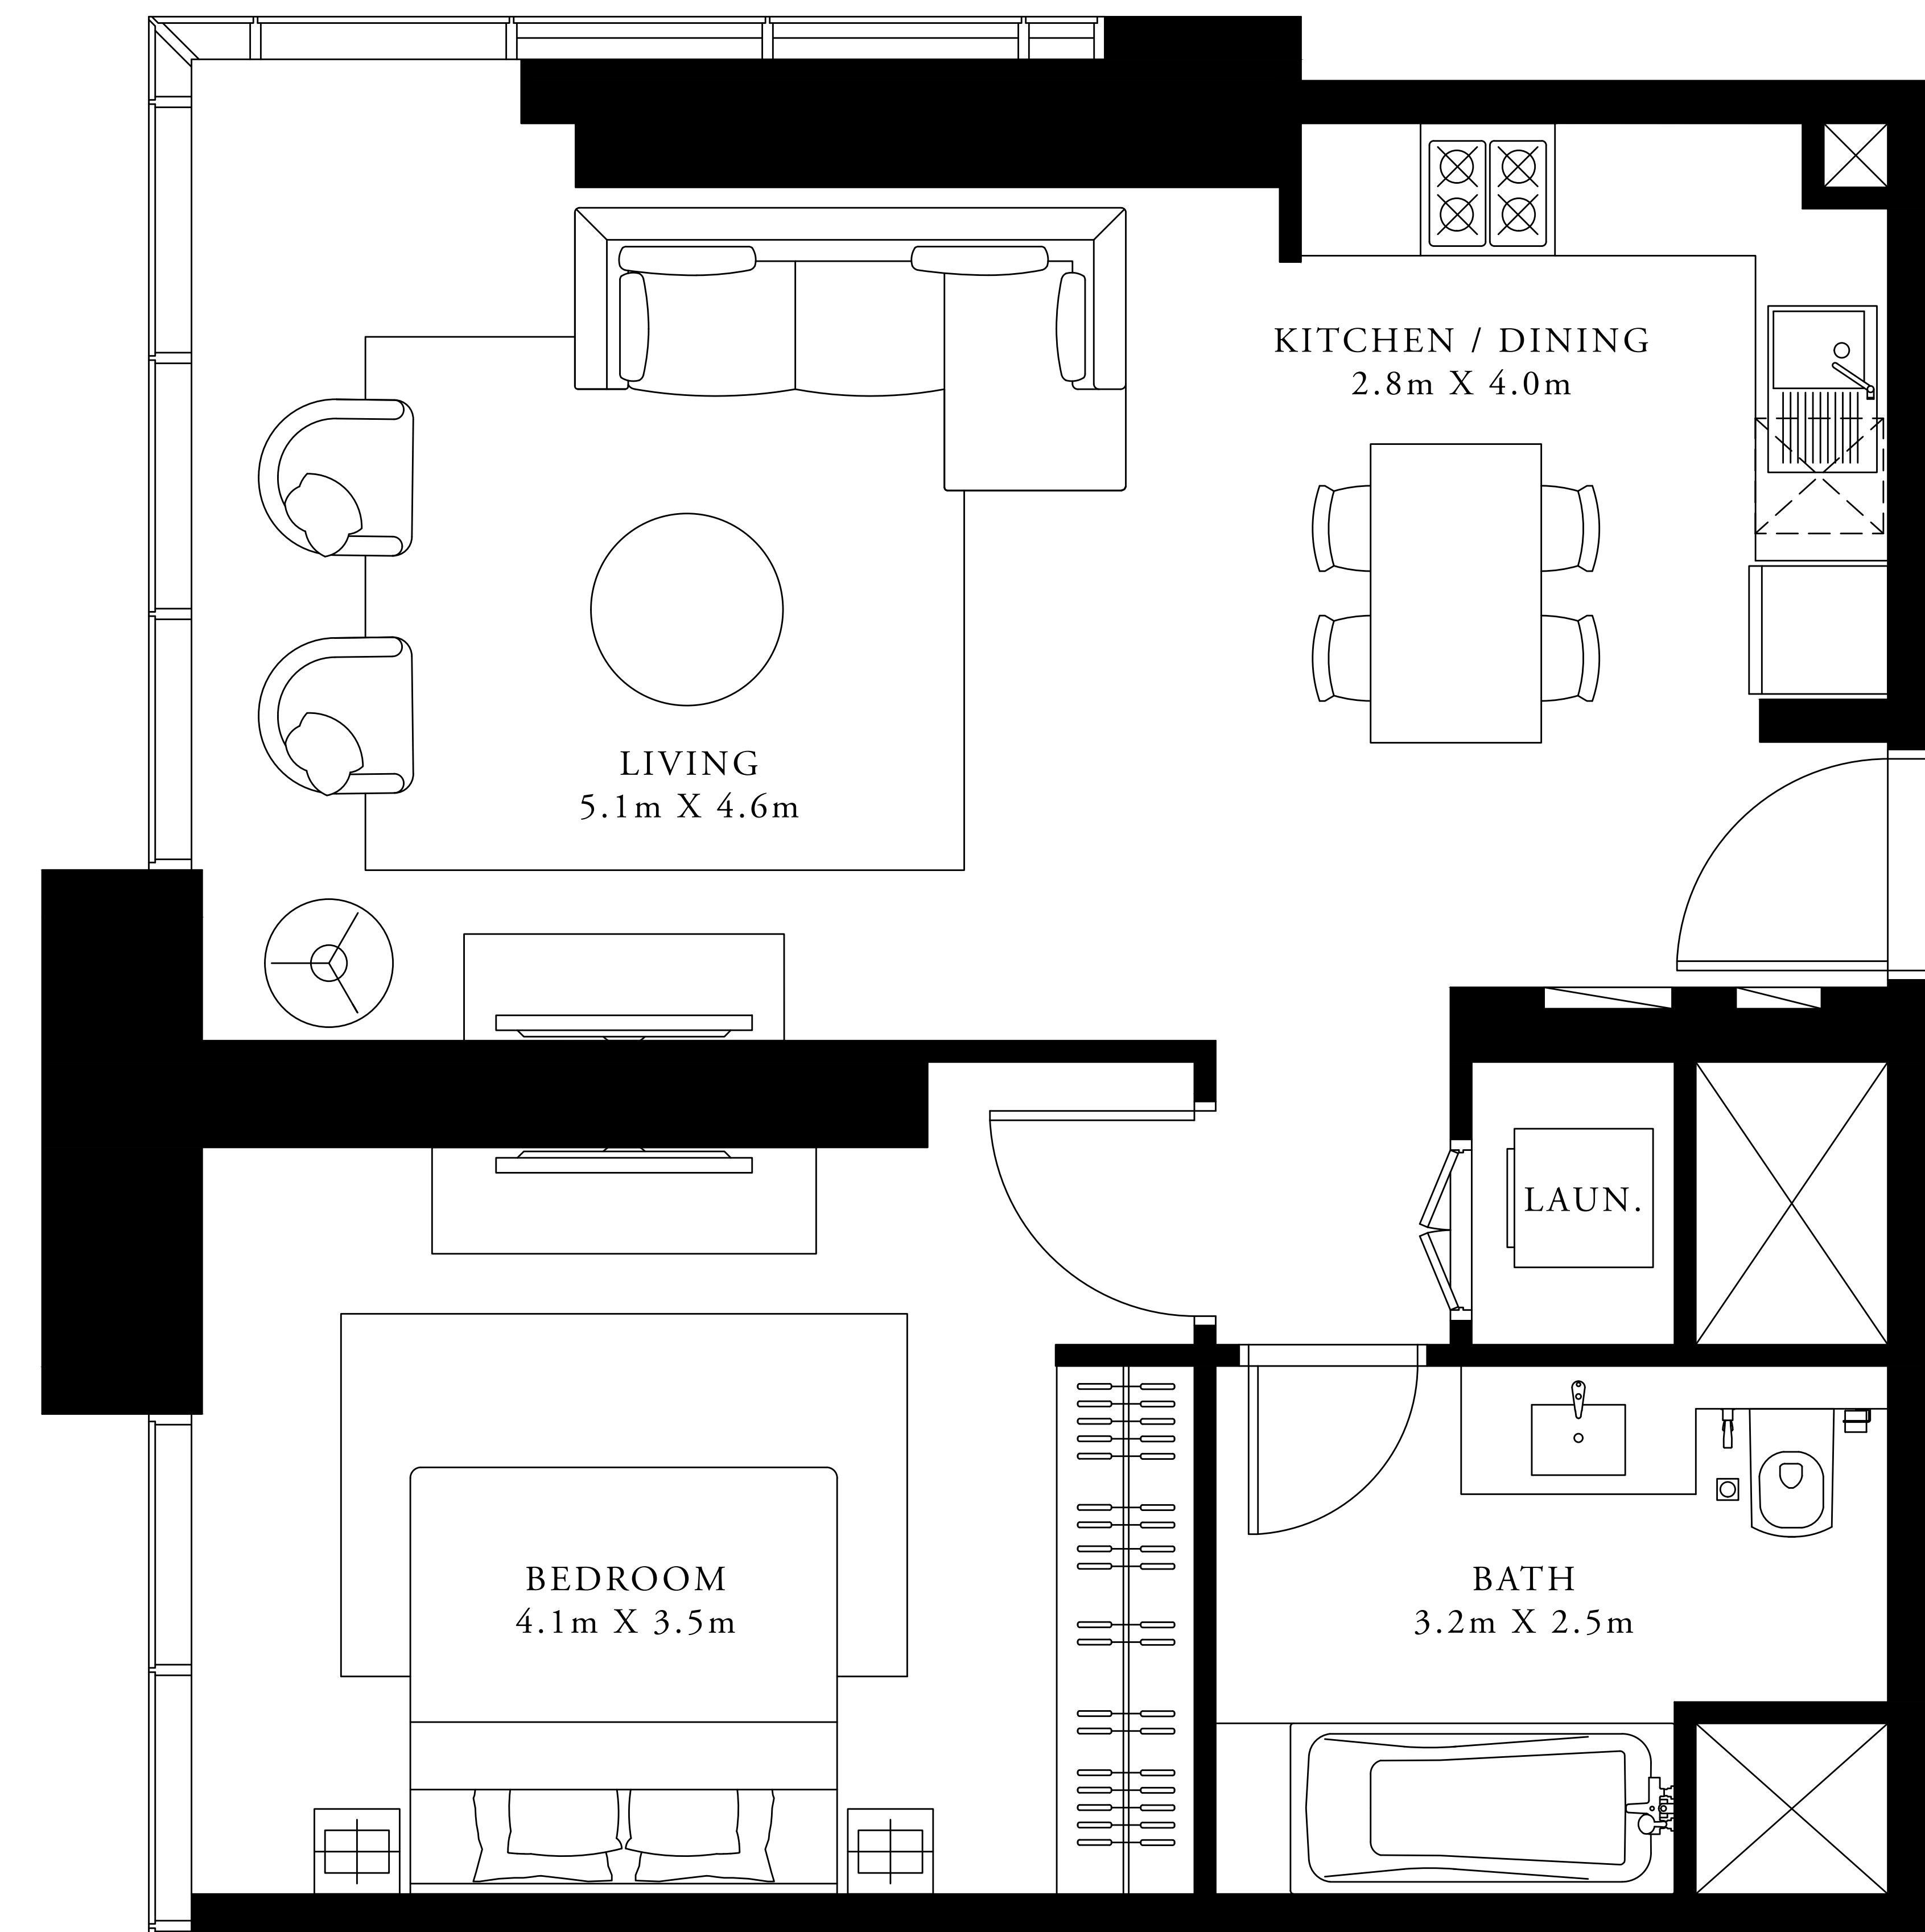 KITCHEN / DINING
2.8m X 4.0m
LIVING
5.1m X 4.6m
LAUN.
BEDROOM
4.1m X 3.5m
BATH
3.2m X 2.5m